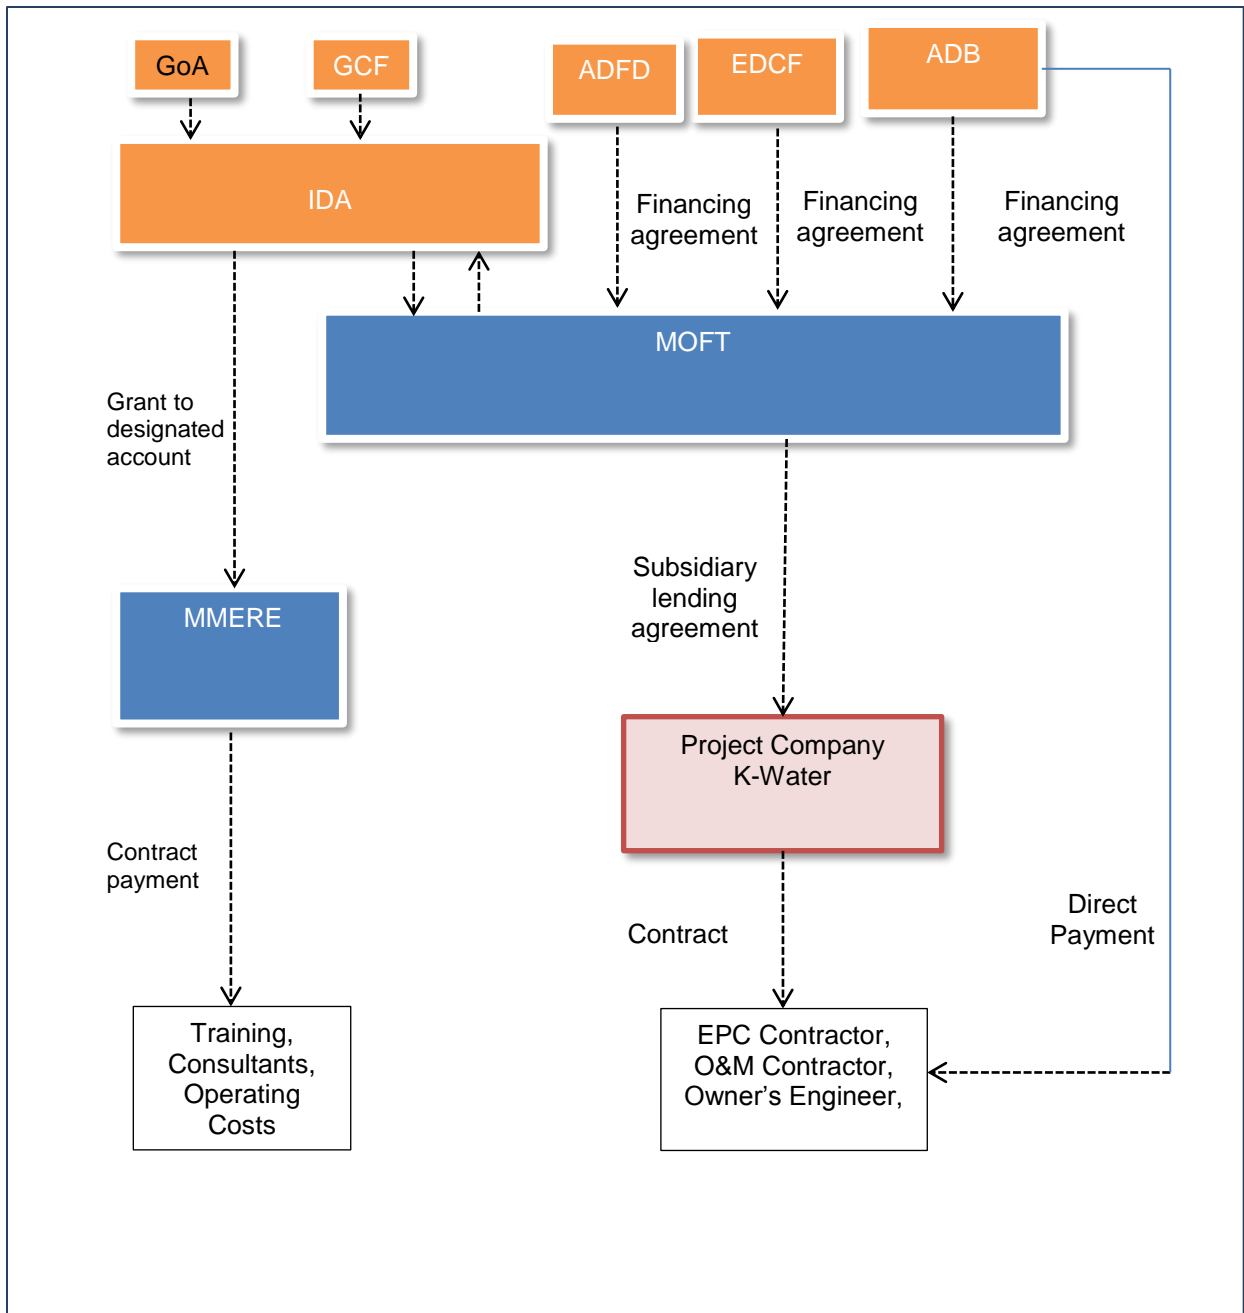 GoA
GCF
ADFD
EDCF
ADB
IDA
Financing
agreement
Financing
agreement
Financing
agreement
MOFT
Grant to
designated
account
Subsidiary
lending
agreement
MMERE
Project Company
K-Water
Contract
payment
Contract
Direct
Payment
Training,
Consultants,
Operating
Costs
EPC Contractor,
O&M Contractor,
Owner’s Engineer,